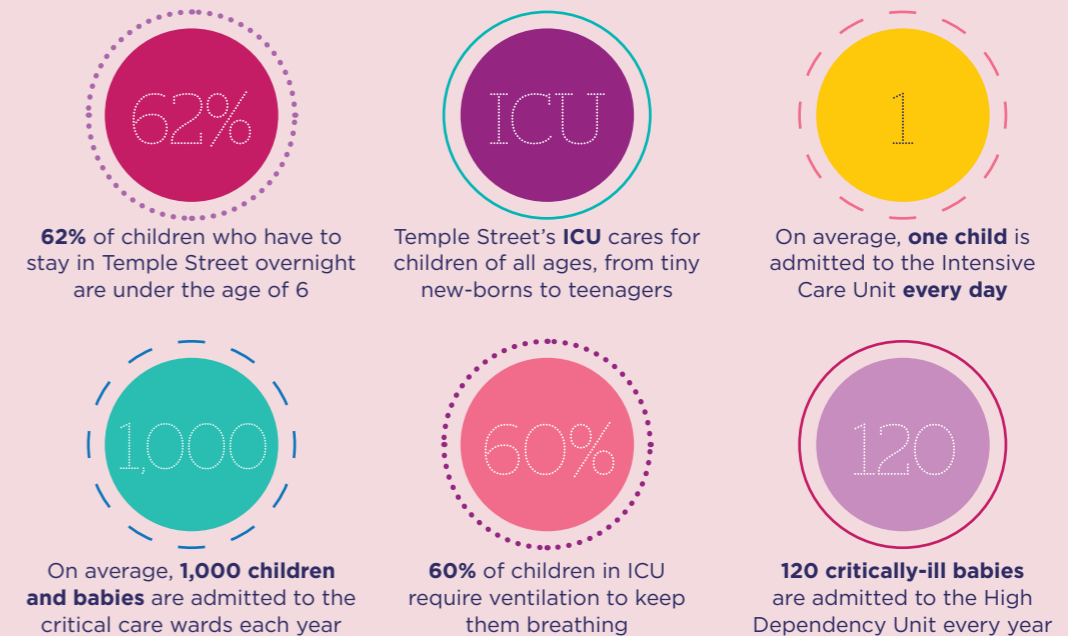 62%
62% of children who have to
stay in Temple Street overnight
are under the age of 6
ICU
Temple Street’s ICU cares for
children of all ages, from tiny
new-borns to teenagers
1
On average, one child is
admitted to the Intensive
Care Unit every day
1,000
On average, 1,000 children
and babies are admitted to the
critical care wards each year
60%
60% of children in ICU
require ventilation to keep
them breathing
120
120 critically-ill babies
are admitted to the High
Dependency Unit every year